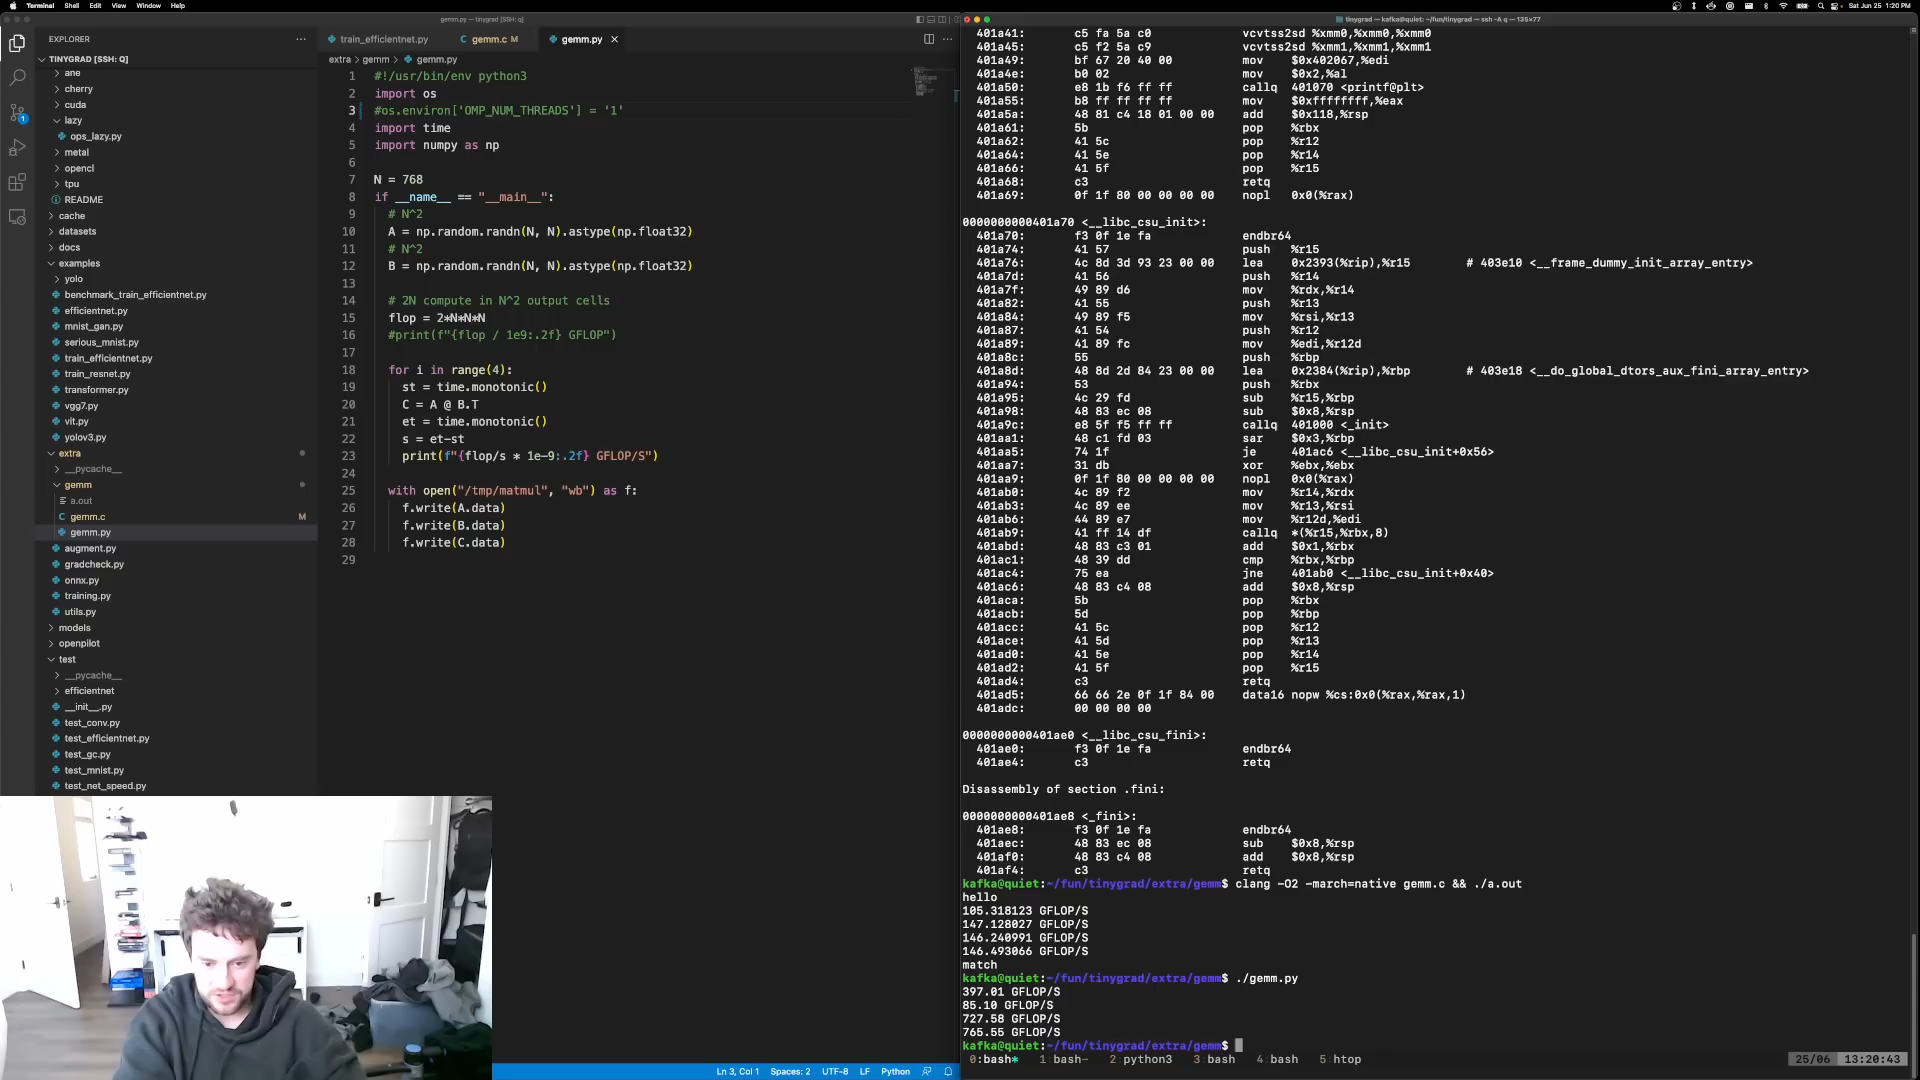 Terminal Shell Edit View Window Help
Sat Jun 25 1:20 PM
gemm.py — tinygrad [SSH: q]
tinygrad — kafka@quiet: ~/fun/tinygrad — ssh -A q — 135×77
EXPLORER
TINYGRAD [SSH: Q]
ane
cherry
cuda
lazy
ops_lazy.py
metal
opencl
tpu
README
cache
datasets
docs
examples
yolo
benchmark_train_efficientnet.py
efficientnet.py
mnist_gan.py
serious_mnist.py
train_efficientnet.py
train_resnet.py
transformer.py
vgg7.py
vit.py
yolov3.py
extra
__pycache__
gemm
a.out
gemm.c M
gemm.py
augment.py
gradcheck.py
onnx.py
training.py
utils.py
models
openpilot
test
__pycache__
efficientnet
__init__.py
test_conv.py
test_efficientnet.py
test_gc.py
test_mnist.py
test_net_speed.py
train_efficientnet.py gemm.c M gemm.py
extra > gemm > gemm.py
1 #!/usr/bin/env python3
2 import os
3 #os.environ['OMP_NUM_THREADS'] = '1'
4 import time
5 import numpy as np
6
7 N = 768
8 if __name__ == "__main__":
9 # N^2
10 A = np.random.randn(N, N).astype(np.float32)
11 # N^2
12 B = np.random.randn(N, N).astype(np.float32)
13
14 # 2N compute in N^2 output cells
15 flop = 2*N*N*N
16 #print(f"{flop / 1e9:.2f} GFLOP")
17
18 for i in range(4):
19 st = time.monotonic()
20 C = A @ B.T
21 et = time.monotonic()
22 s = et-st
23 print(f"{flop/s * 1e-9:.2f} GFLOP/S")
24
25 with open("/tmp/matmul", "wb") as f:
26 f.write(A.data)
27 f.write(B.data)
28 f.write(C.data)
29
Ln 3, Col 1 Spaces: 2 UTF-8 LF Python
401a41: c5 fa 5a c0 vcvtss2sd %xmm0,%xmm0,%xmm0
401a45: c5 f2 5a c9 vcvtss2sd %xmm1,%xmm1,%xmm1
401a49: bf 67 20 40 00 mov $0x402067,%edi
401a4e: b0 02 mov $0x2,%al
401a50: e8 1b f6 ff ff callq 401070 <printf@plt>
401a55: b8 ff ff ff ff mov $0xffffffff,%eax
401a5a: 48 81 c4 18 01 00 00 add $0x118,%rsp
401a61: 5b pop %rbx
401a62: 41 5c pop %r12
401a64: 41 5e pop %r14
401a66: 41 5f pop %r15
401a68: c3 retq
401a69: 0f 1f 80 00 00 00 00 nopl 0x0(%rax)
0000000000401a70 <__libc_csu_init>:
401a70: f3 0f 1e fa endbr64
401a74: 41 57 push %r15
401a76: 4c 8d 3d 93 23 00 00 lea 0x2393(%rip),%r15 # 403e10 <__frame_dummy_init_array_entry>
401a7d: 41 56 push %r14
401a7f: 49 89 d6 mov %rdx,%r14
401a82: 41 55 push %r13
401a84: 49 89 f5 mov %rsi,%r13
401a87: 41 54 push %r12
401a89: 41 89 fc mov %edi,%r12d
401a8c: 55 push %rbp
401a8d: 48 8d 2d 84 23 00 00 lea 0x2384(%rip),%rbp # 403e18 <__do_global_dtors_aux_fini_array_entry>
401a94: 53 push %rbx
401a95: 4c 29 fd sub %r15,%rbp
401a98: 48 83 ec 08 sub $0x8,%rsp
401a9c: e8 5f f5 ff ff callq 401000 <_init>
401aa1: 48 c1 fd 03 sar $0x3,%rbp
401aa5: 74 1f je 401ac6 <__libc_csu_init+0x56>
401aa7: 31 db xor %ebx,%ebx
401aa9: 0f 1f 80 00 00 00 00 nopl 0x0(%rax)
401ab0: 4c 89 f2 mov %r14,%rdx
401ab3: 4c 89 ee mov %r13,%rsi
401ab6: 44 89 e7 mov %r12d,%edi
401ab9: 41 ff 14 df callq *(%r15,%rbx,8)
401abd: 48 83 c3 01 add $0x1,%rbx
401ac1: 48 39 dd cmp %rbx,%rbp
401ac4: 75 ea jne 401ab0 <__libc_csu_init+0x40>
401ac6: 48 83 c4 08 add $0x8,%rsp
401aca: 5b pop %rbx
401acb: 5d pop %rbp
401acc: 41 5c pop %r12
401ace: 41 5d pop %r13
401ad0: 41 5e pop %r14
401ad2: 41 5f pop %r15
401ad4: c3 retq
401ad5: 66 66 2e 0f 1f 84 00 data16 nopw %cs:0x0(%rax,%rax,1)
401adc: 00 00 00 00
0000000000401ae0 <__libc_csu_fini>:
401ae0: f3 0f 1e fa endbr64
401ae4: c3 retq
Disassembly of section .fini:
0000000000401ae8 <_fini>:
401ae8: f3 0f 1e fa endbr64
401aec: 48 83 ec 08 sub $0x8,%rsp
401af0: 48 83 c4 08 add $0x8,%rsp
401af4: c3 retq
kafka@quiet:~/fun/tinygrad/extra/gemm$ clang -O2 -march=native gemm.c && ./a.out
hello
105.318123 GFLOP/S
147.128027 GFLOP/S
146.240991 GFLOP/S
146.493066 GFLOP/S
match
kafka@quiet:~/fun/tinygrad/extra/gemm$ ./gemm.py
397.01 GFLOP/S
85.10 GFLOP/S
727.58 GFLOP/S
765.55 GFLOP/S
kafka@quiet:~/fun/tinygrad/extra/gemm$
0:bash* 1 bash- 2 python3 3 bash 4 bash 5 htop 25/06 13:20:43